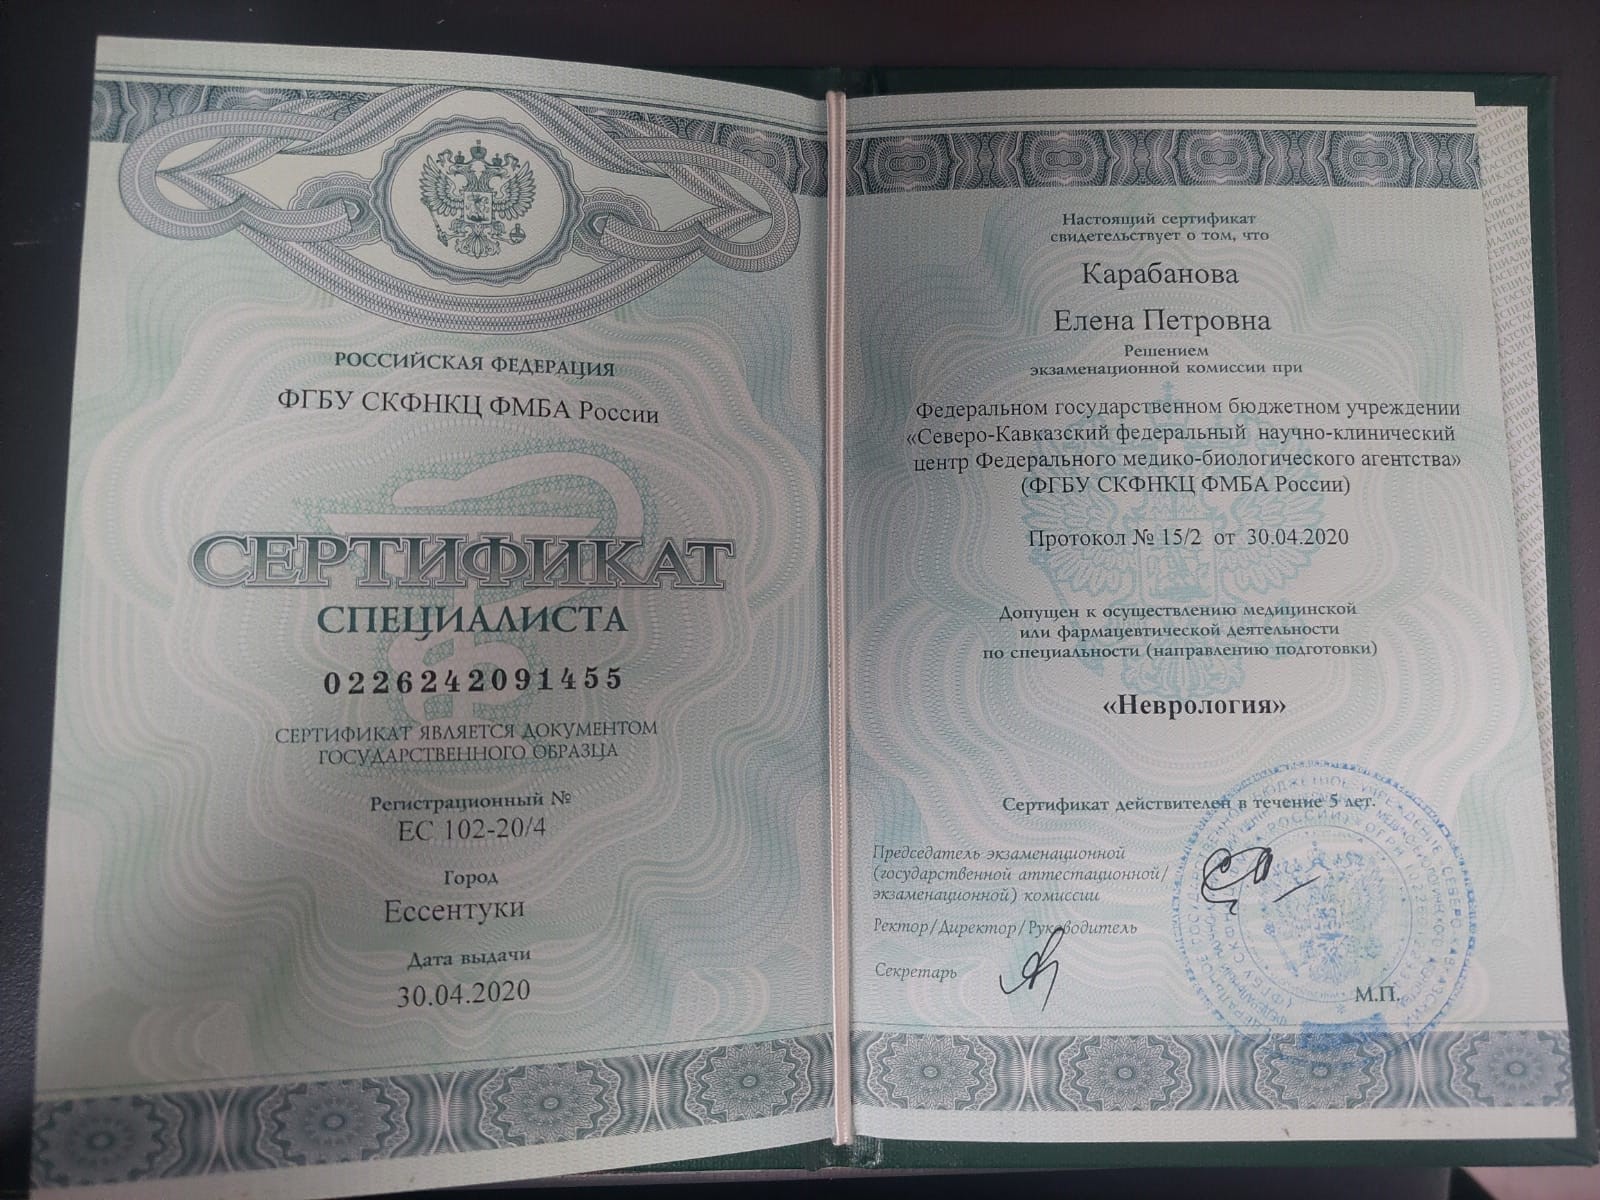 РОССИЙСКАЯ ФЕДЕРАЦИЯ
ФГБУ СКФНКЦ ФМБА России
СЕРТИФИКАТ
СПЕЦИАЛИСТА
0226242091455
СЕРТИФИКАТ ЯВЛЯЕТСЯ ДОКУМЕНТОМ
ГОСУДАРСТВЕННОГО ОБРАЗЦА
Регистрационный №
ЕС 102-20/4
Город
Ессентуки
Дата выдачи
30.04.2020
Настоящий сертификат
свидетельствует о том, что
Карабанова
Елена Петровна
Решением
экзаменационной комиссии при
Федеральном государственном бюджетном учреждении
«Северо-Кавказский федеральный научно-клинический
центр Федерального медико-биологического агентства»
(ФГБУ СКФНКЦ ФМБА России)
Протокол № 15/2 от 30.04.2020
Допущен к осуществлению медицинской
или фармацевтической деятельности
по специальности (направлению подготовки)
«Неврология»
Сертификат действителен в течение 5 лет.
Председатель экзаменационной
(государственной аттестационной/
экзаменационной) комиссии
Ректор/Директор/Руководитель
Секретарь
М.П.